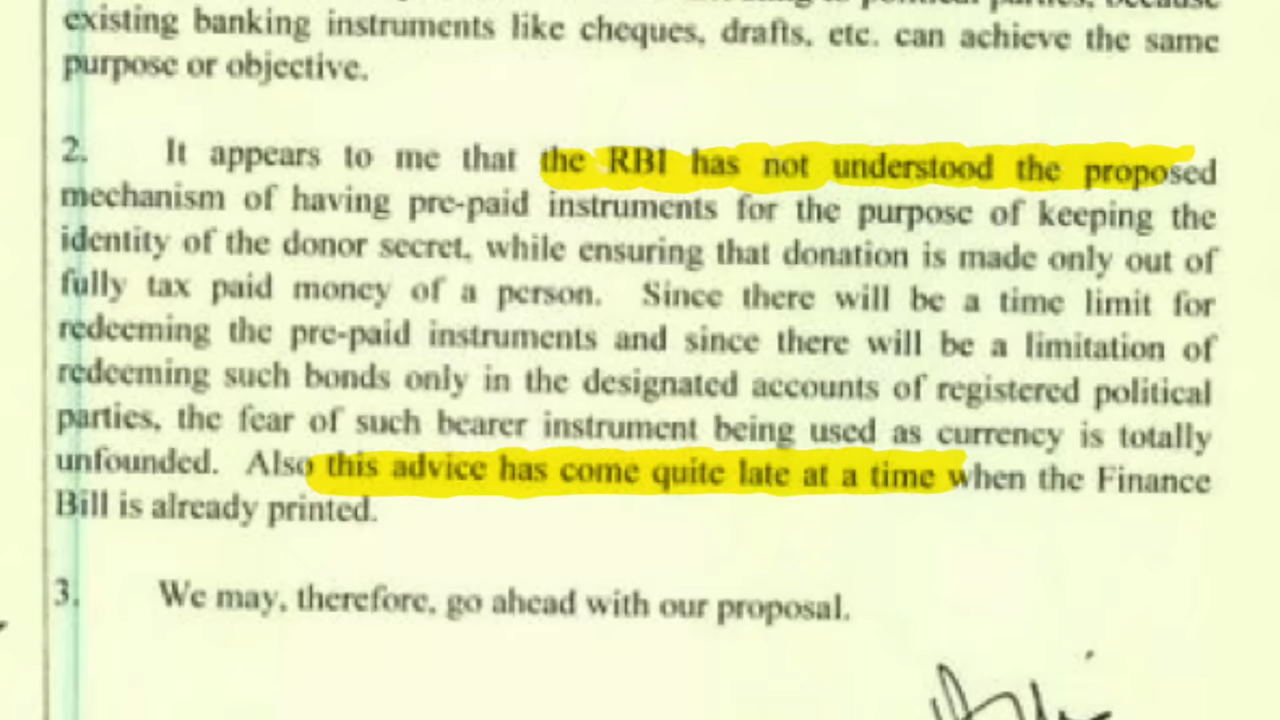 political parties, because
existing banking instruments like cheques, drafts, etc. can achieve the same
purpose or objective.
2. It appears to me that the RBI has not understood the proposed
mechanism of having pre-paid instruments for the purpose of keeping the
identity of the donor secret, while ensuring that donation is made only out of
fully tax paid money of a person. Since there will be a time limit for
redeeming the pre-paid instruments and since there will be a limitation of
redeeming such bonds only in the designated accounts of registered political
parties, the fear of such bearer instrument being used as currency is totally
unfounded. Also this advice has come quite late at a time when the Finance
Bill is already printed.
3. We may, therefore, go ahead with our proposal.